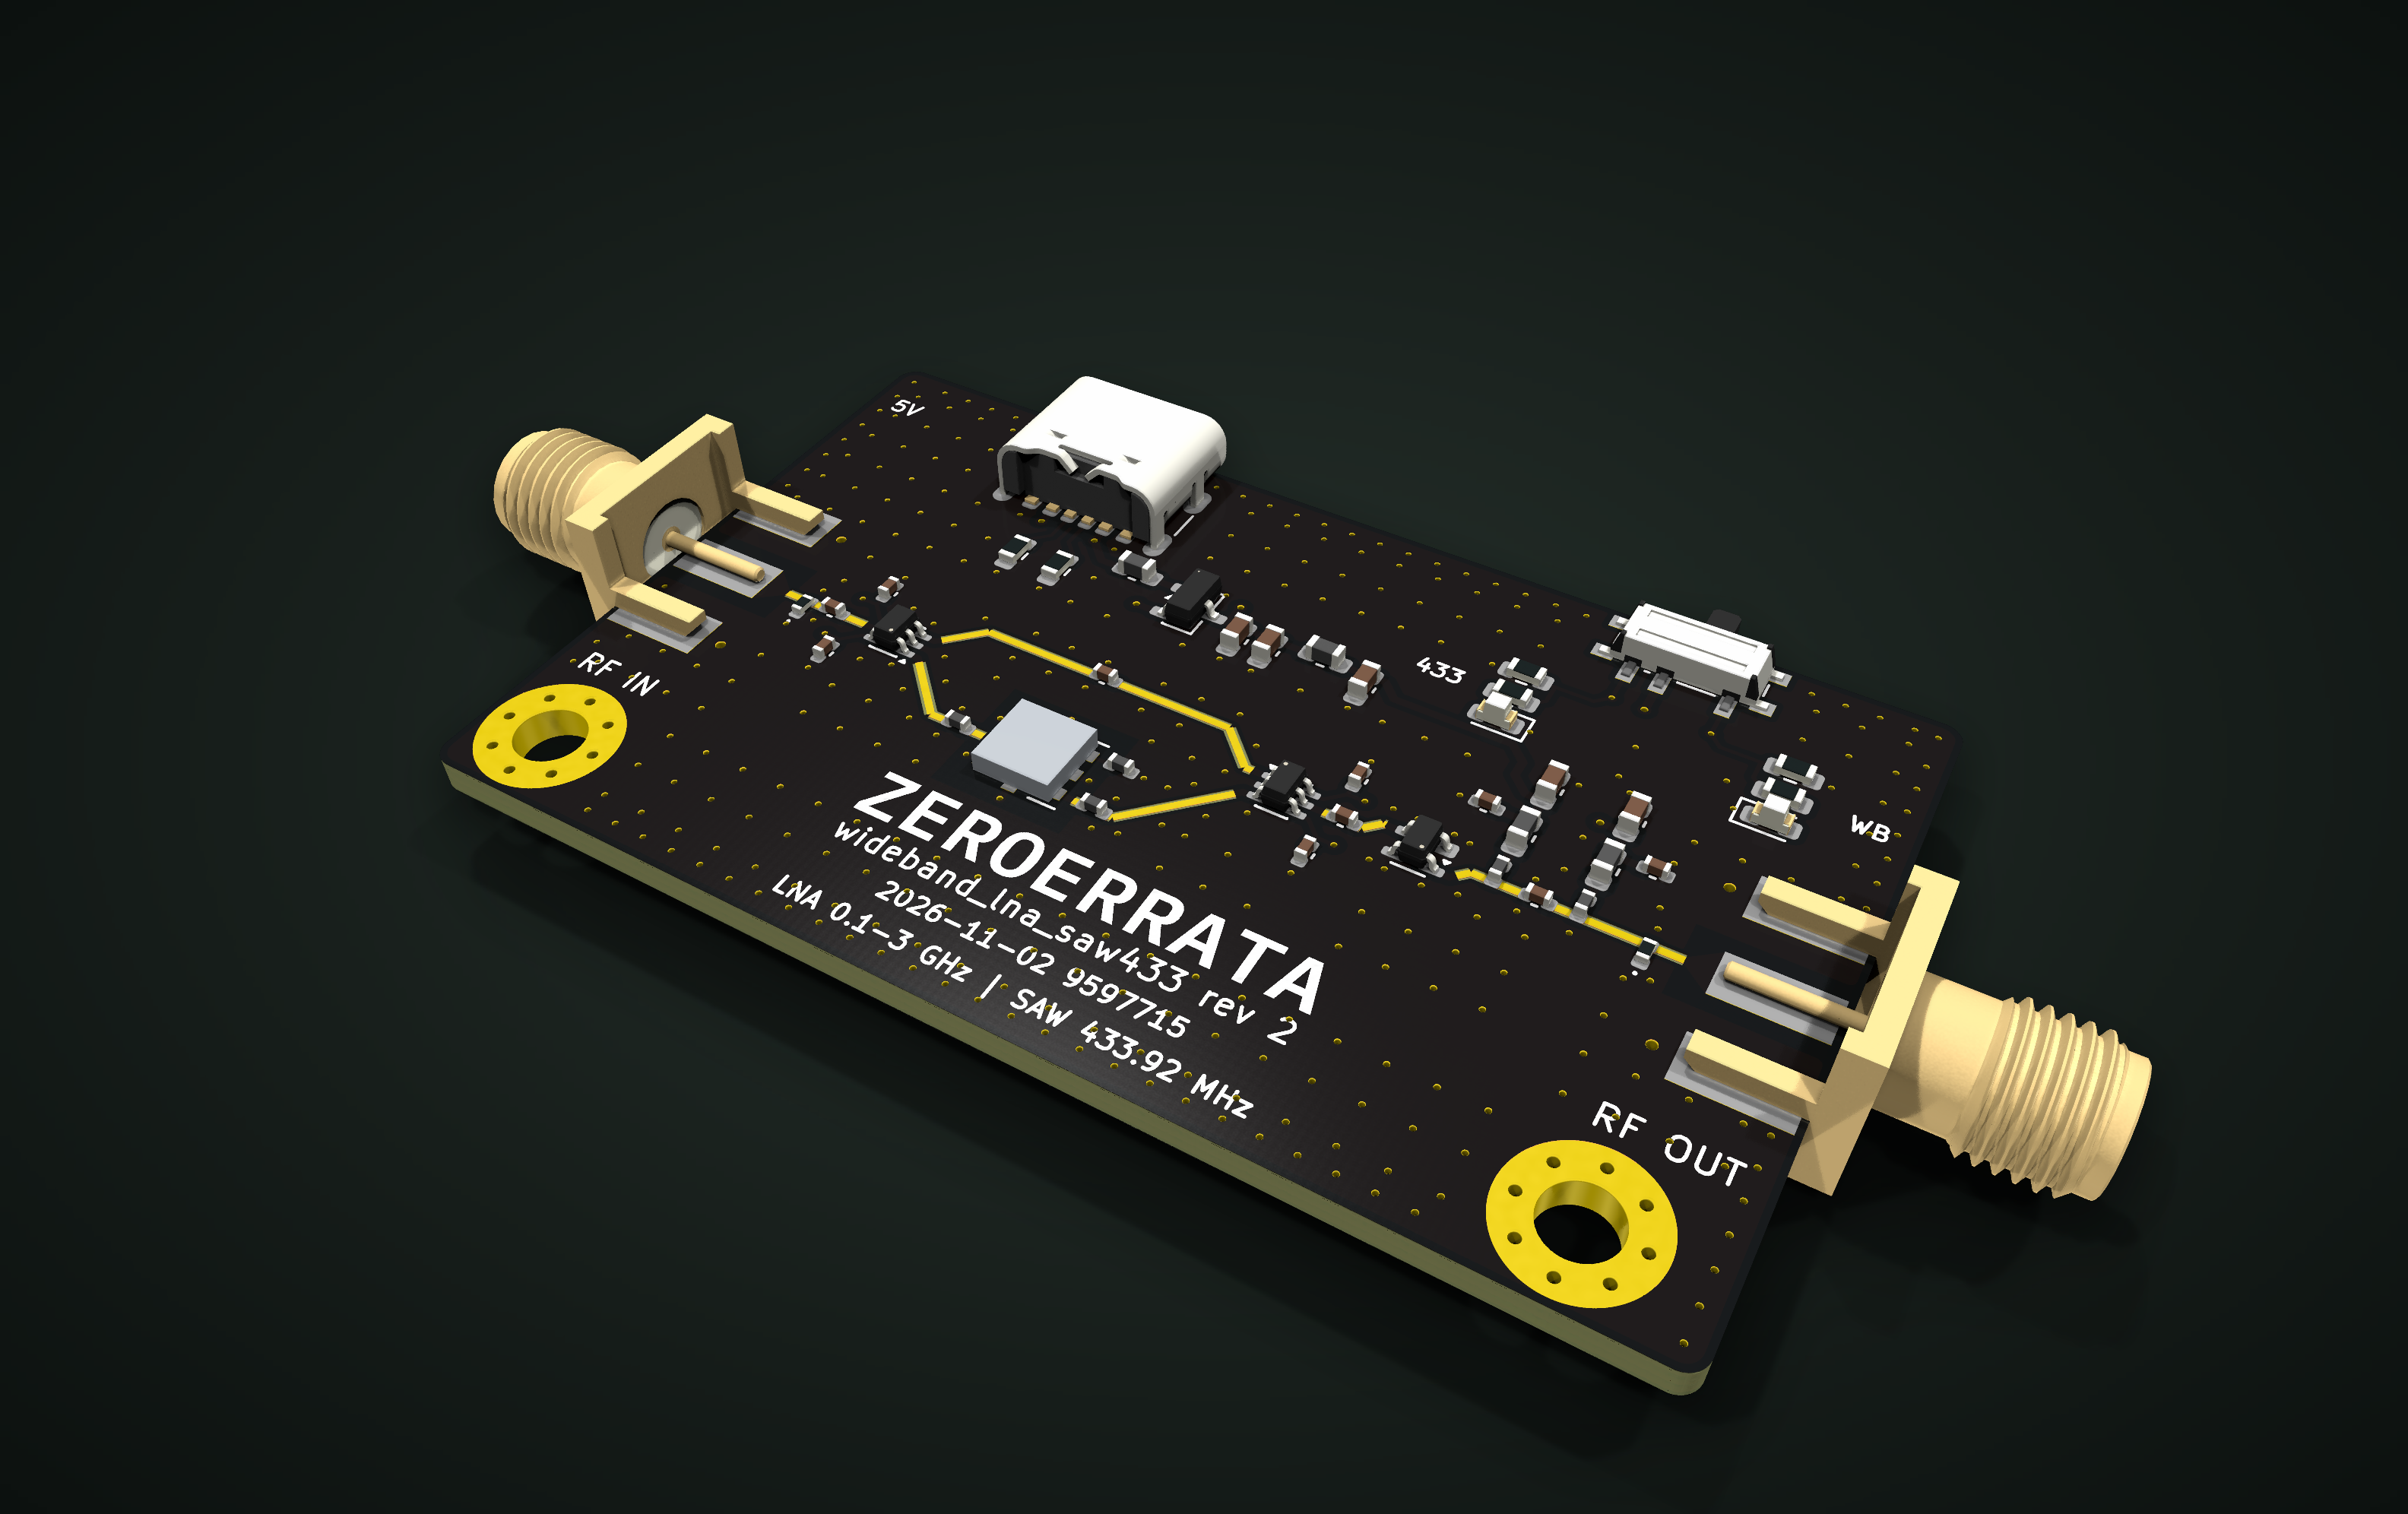 5V
433
WB
RF IN
ZEROERRATA
wideband_lna_saw433 rev 2
2026-11-02 9597715
LNA 0.1-3 GHz | SAW 433.92 MHz
RF OUT